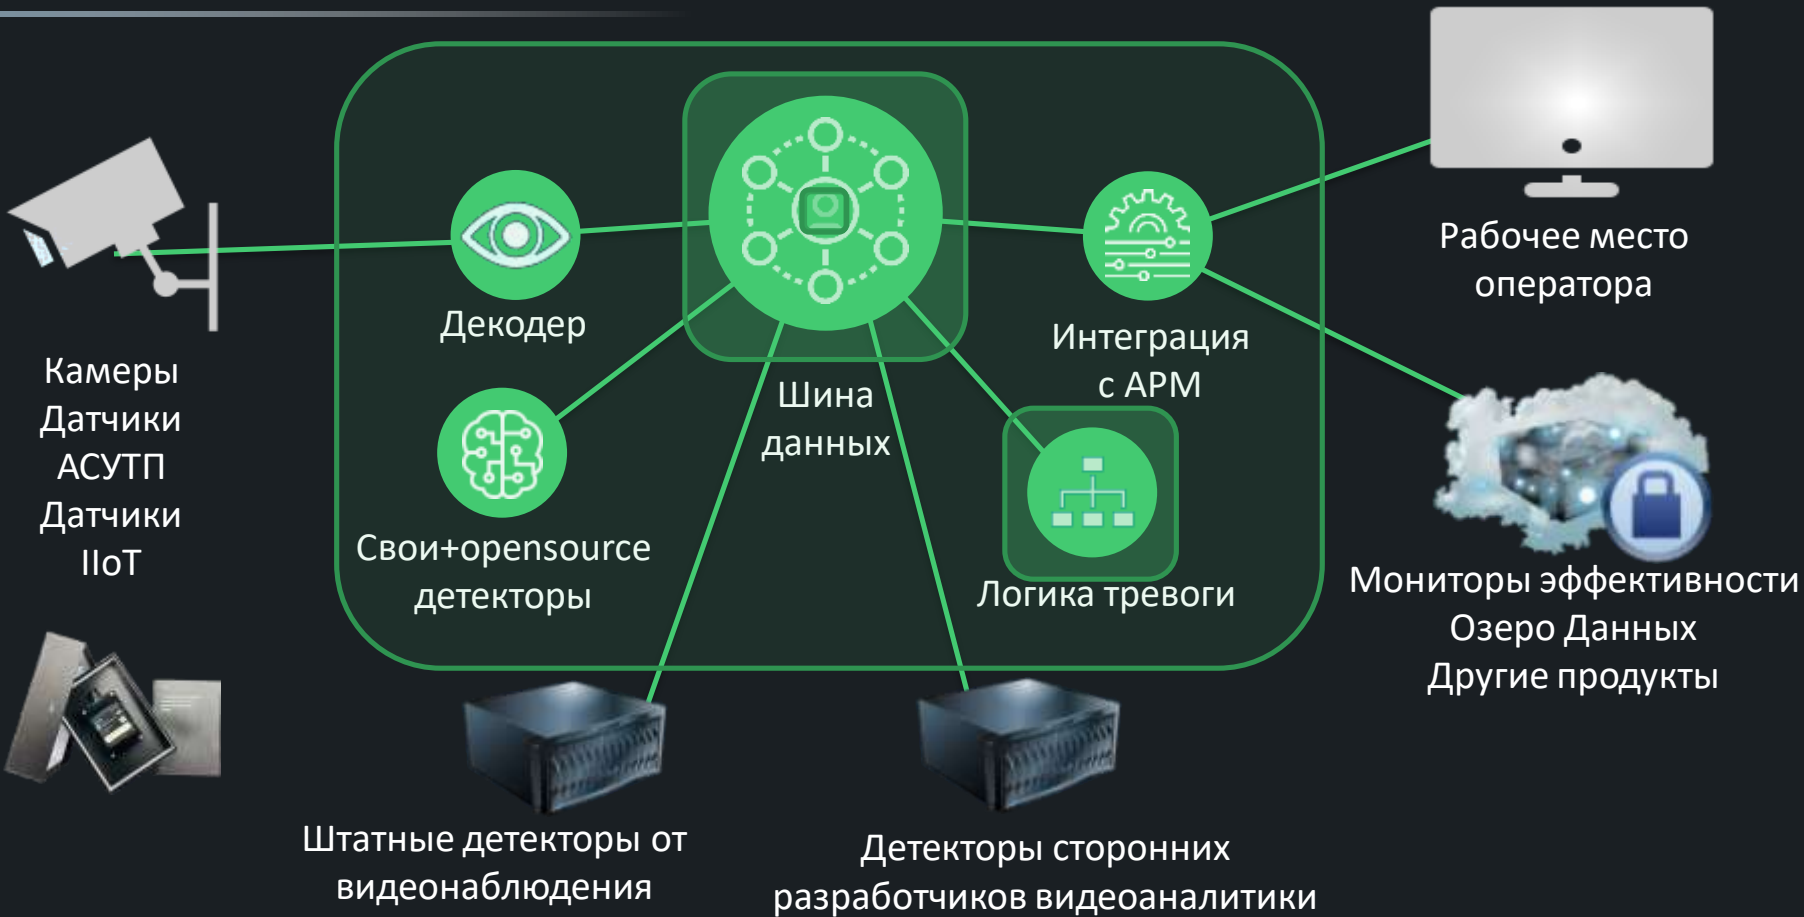 Камеры
Датчики
АСУТП
Датчики
IIoT
Декодер
Свои+opensource
детекторы
Шина
данных
Интеграция
с АРМ
Логика тревоги
Рабочее место
оператора
Мониторы эффективности
Озеро Данных
Другие продукты
Штатные детекторы от
видеонаблюдения
Детекторы сторонних
разработчиков видеоаналитики